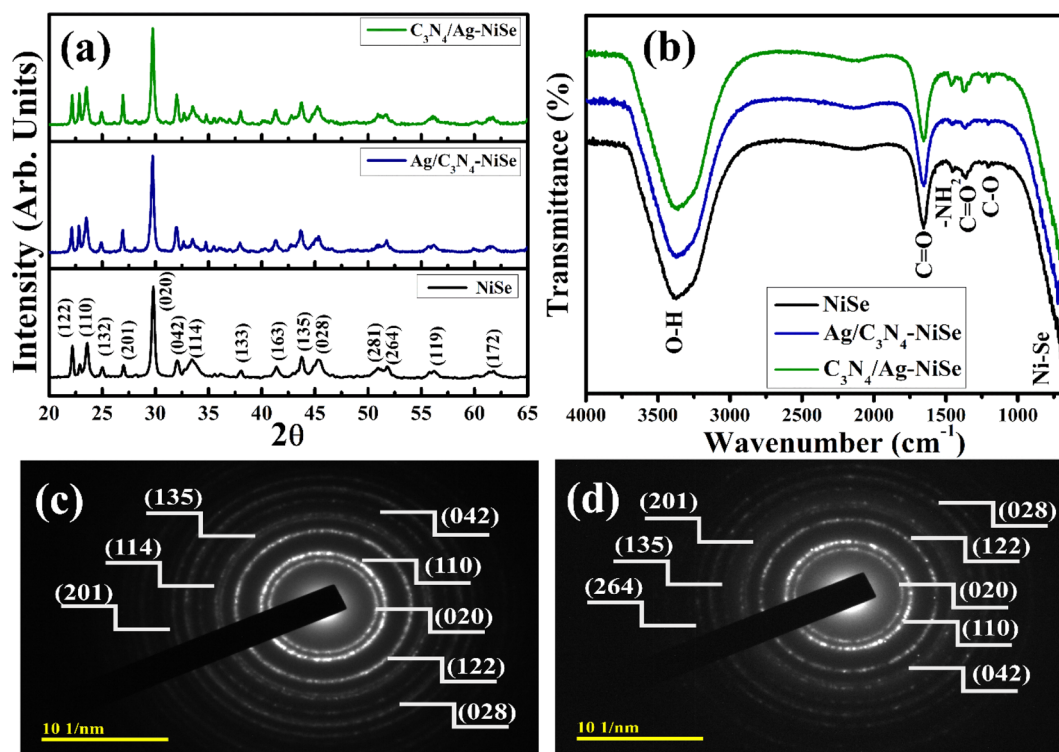 (a)
C₃N₄/Ag-NiSe
Ag/C₃N₄-NiSe
NiSe
(122)
(110)
(132)
(201)
(020)
(042)
(114)
(133)
(163)
(135)
(028)
(281)
(264)
(119)
(172)
Intensity (Arb. Units)
20 25 30 35 40 45 50 55 60 65
2θ
(b)
Transmittance (%)
O-H
C=O
-NH₂
C=O
C-O
Ni-Se
NiSe
Ag/C₃N₄-NiSe
C₃N₄/Ag-NiSe
4000 3500 3000 2500 2000 1500 1000
Wavenumber (cm⁻¹)
(c)
(135)
(114)
(201)
(042)
(110)
(020)
(122)
(028)
10 1/nm
(d)
(201)
(135)
(264)
(028)
(122)
(020)
(110)
(042)
10 1/nm